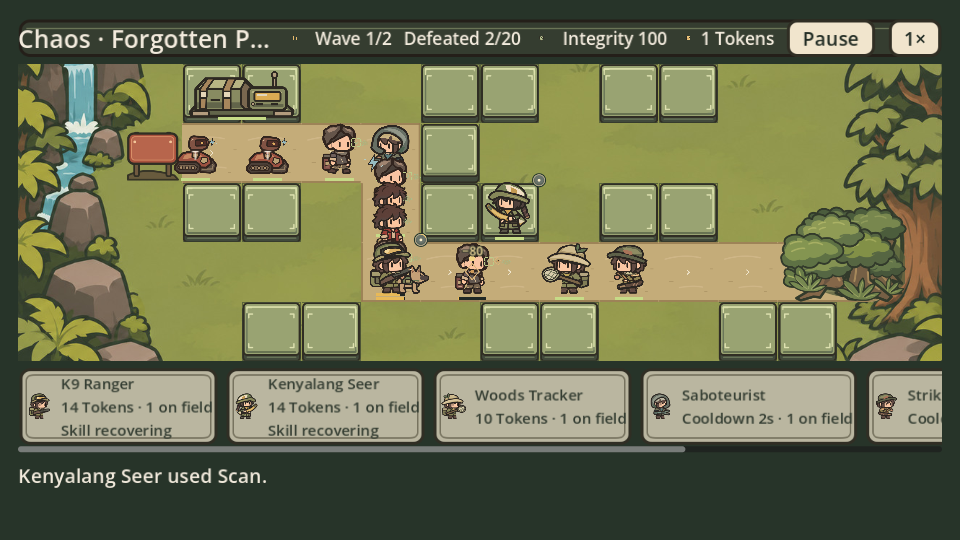 Chaos · Forgotten P...
Wave 1/2 Defeated 2/20
Integrity 100
1 Tokens
Pause
1×
-80
K9 Ranger
14 Tokens · 1 on field
Skill recovering
Kenyalang Seer
14 Tokens · 1 on field
Skill recovering
Woods Tracker
10 Tokens · 1 on field
Saboteurist
Cooldown 2s · 1 on field
Strik
Cool
Kenyalang Seer used Scan.